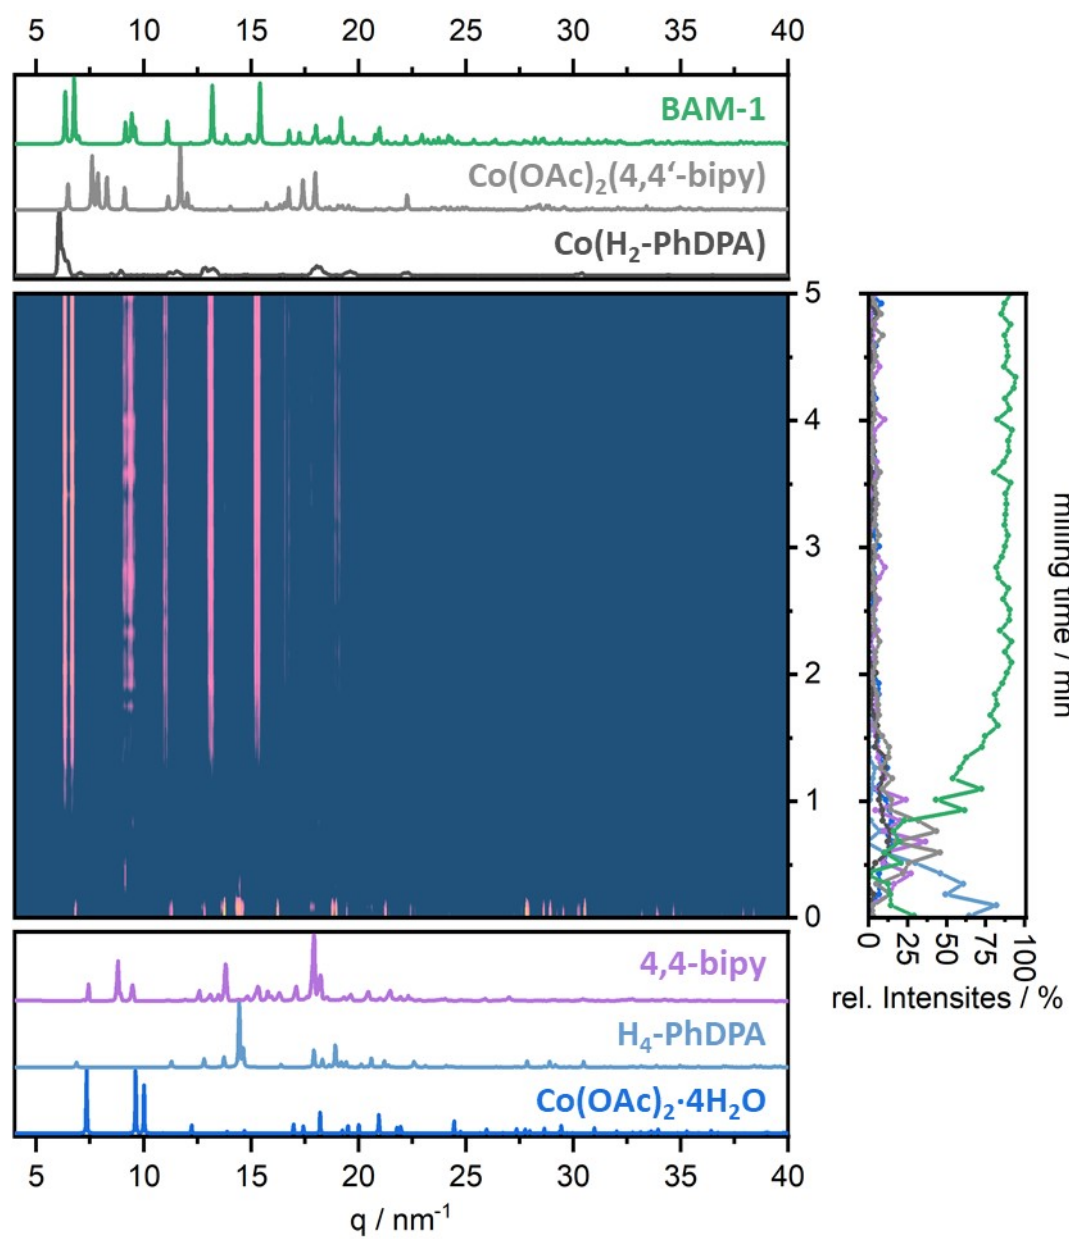 5 10 15 20 25 30 35 40
BAM-1
Co(OAc)₂(4,4‘-bipy)
Co(H₂-PhDPA)
5
4
3
2
1
0
milling time / min
0 25 50 75 100
rel. Intensites / %
4,4-bipy
H₄-PhDPA
Co(OAc)₂·4H₂O
5 10 15 20 25 30 35 40
q / nm⁻¹